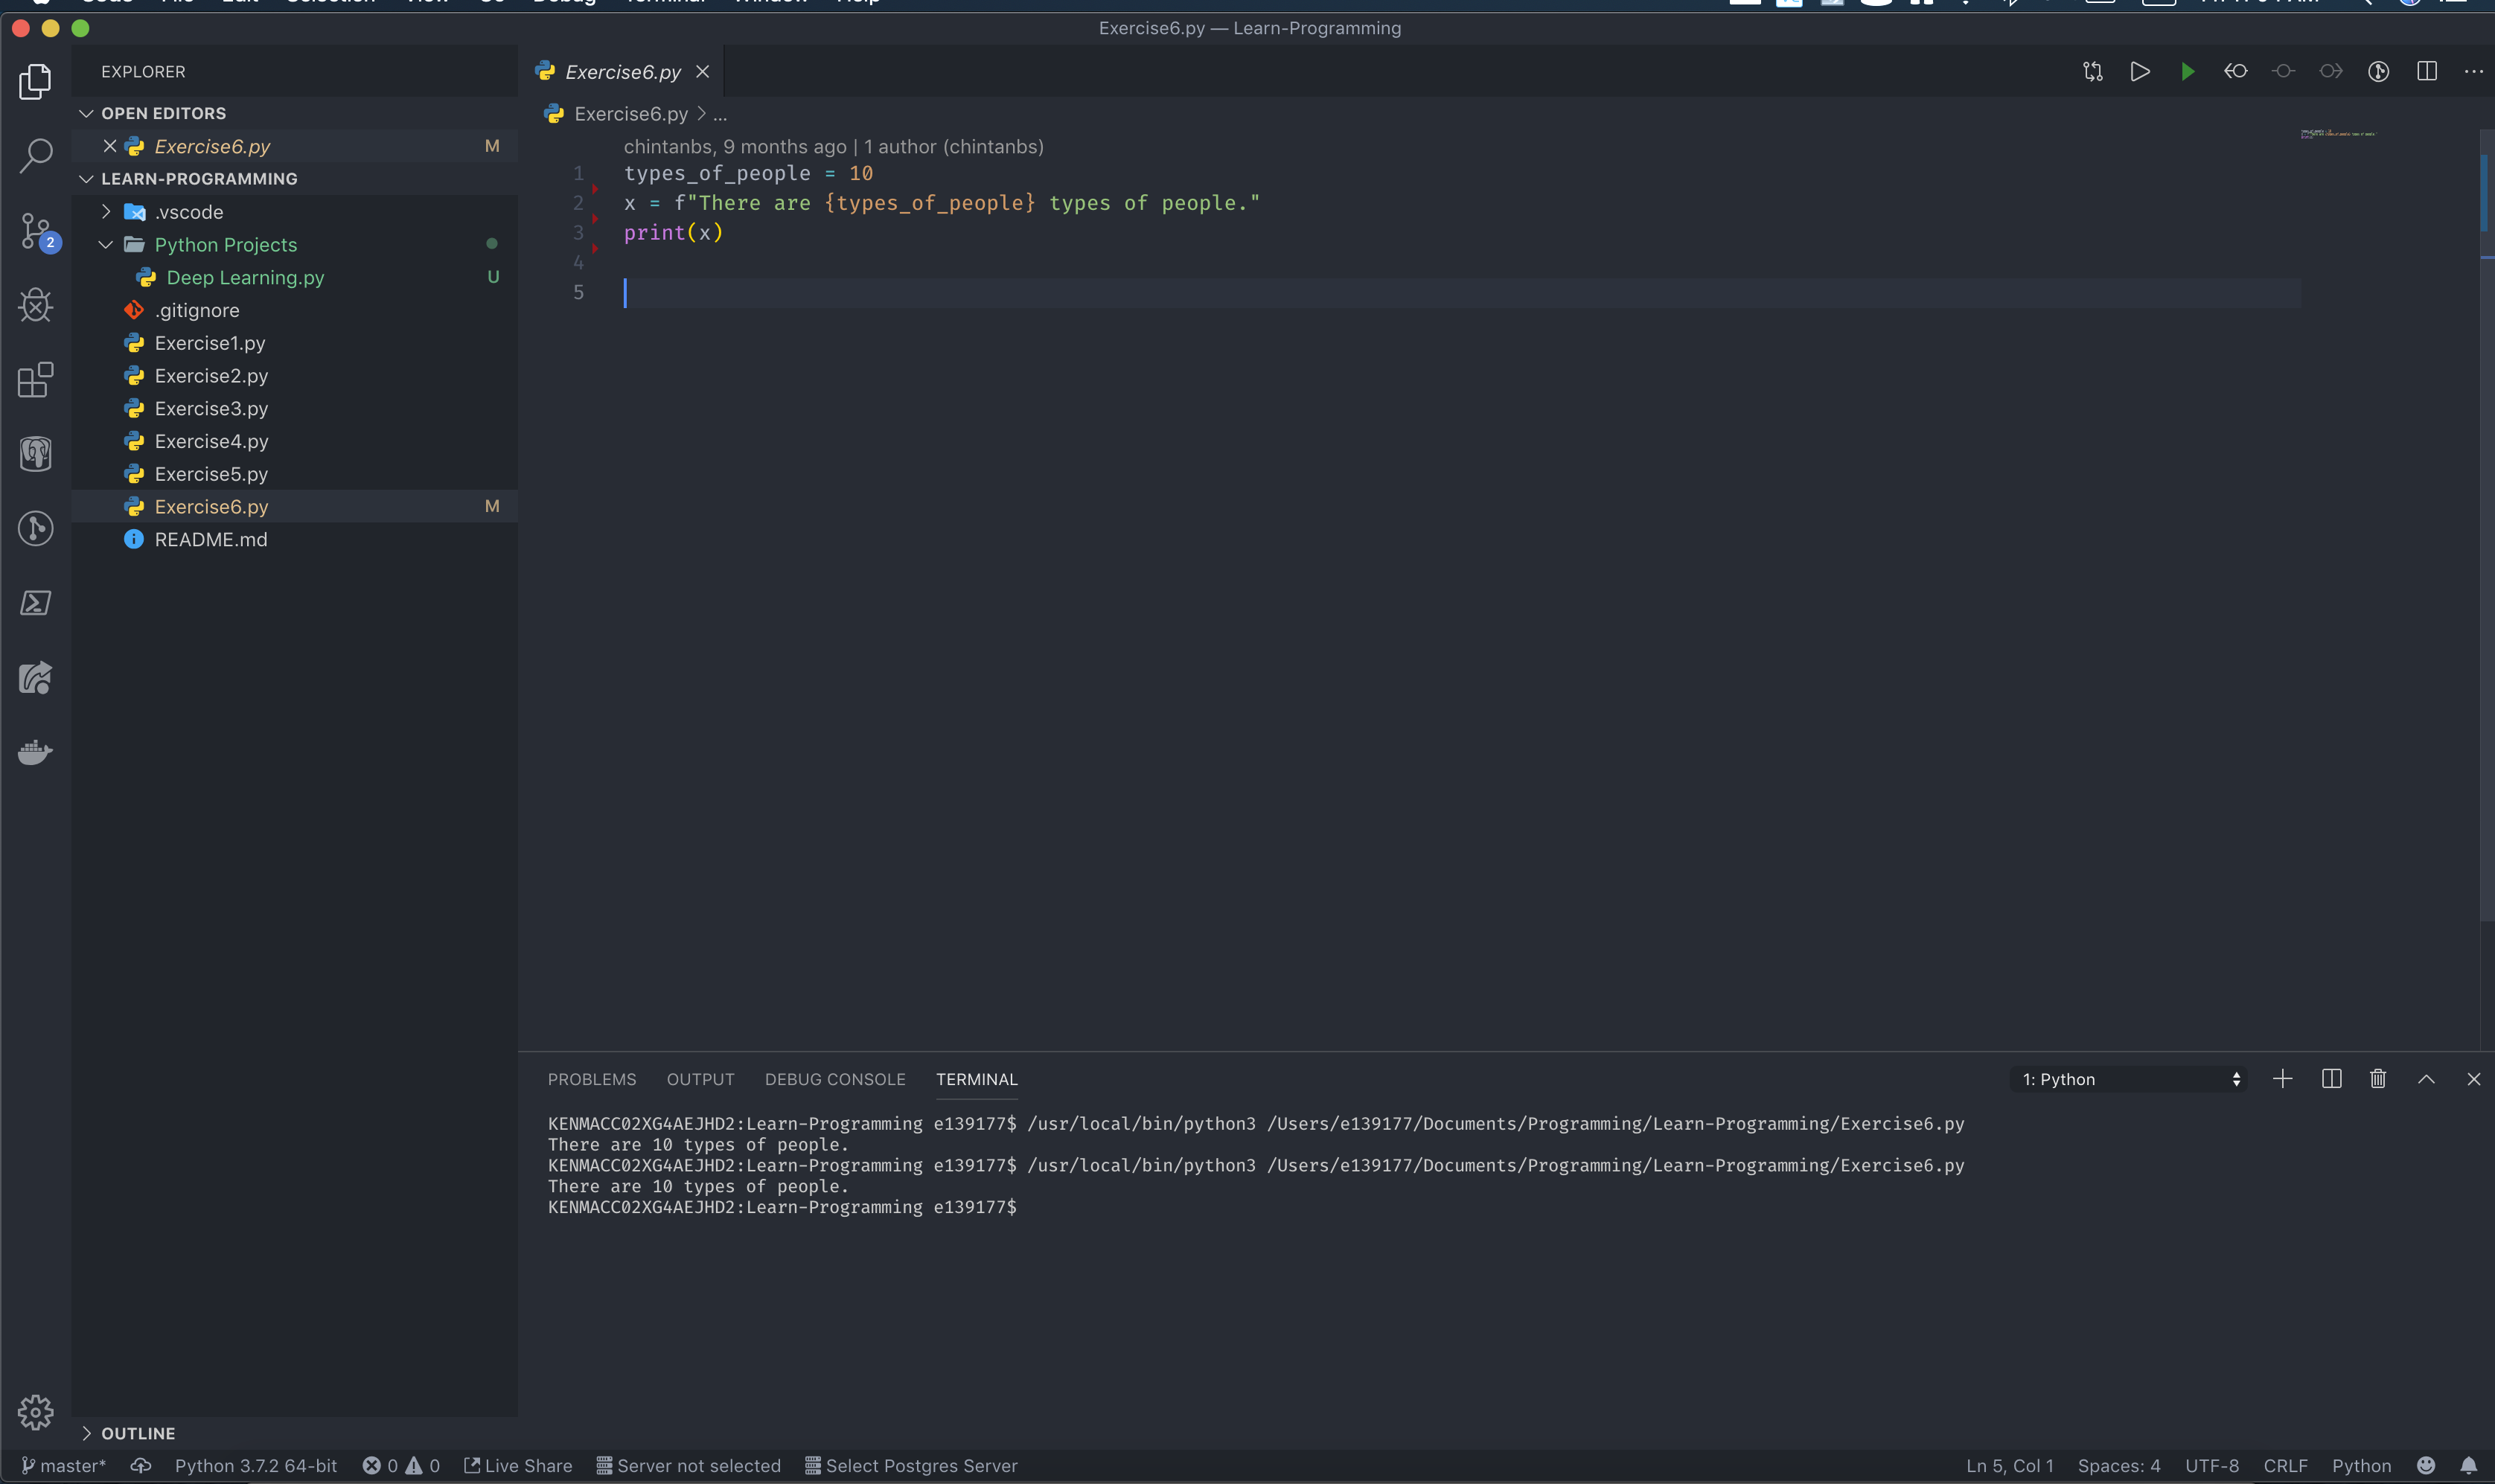 Exercise6.py — Learn-Programming
EXPLORER
OPEN EDITORS
Exercise6.py M
LEARN-PROGRAMMING
.vscode
Python Projects
Deep Learning.py U
.gitignore
Exercise1.py
Exercise2.py
Exercise3.py
Exercise4.py
Exercise5.py
Exercise6.py M
README.md
OUTLINE
2
Exercise6.py
Exercise6.py > ...
chintanbs, 9 months ago | 1 author (chintanbs)
1 types_of_people = 10
2 x = f"There are {types_of_people} types of people."
3 print(x)
4
5
PROBLEMS OUTPUT DEBUG CONSOLE TERMINAL 1: Python
KENMACC02XG4AEJHD2:Learn-Programming e139177$ /usr/local/bin/python3 /Users/e139177/Documents/Programming/Learn-Programming/Exercise6.py
There are 10 types of people.
KENMACC02XG4AEJHD2:Learn-Programming e139177$ /usr/local/bin/python3 /Users/e139177/Documents/Programming/Learn-Programming/Exercise6.py
There are 10 types of people.
KENMACC02XG4AEJHD2:Learn-Programming e139177$
master* Python 3.7.2 64-bit 0 0 Live Share Server not selected Select Postgres Server Ln 5, Col 1 Spaces: 4 UTF-8 CRLF Python